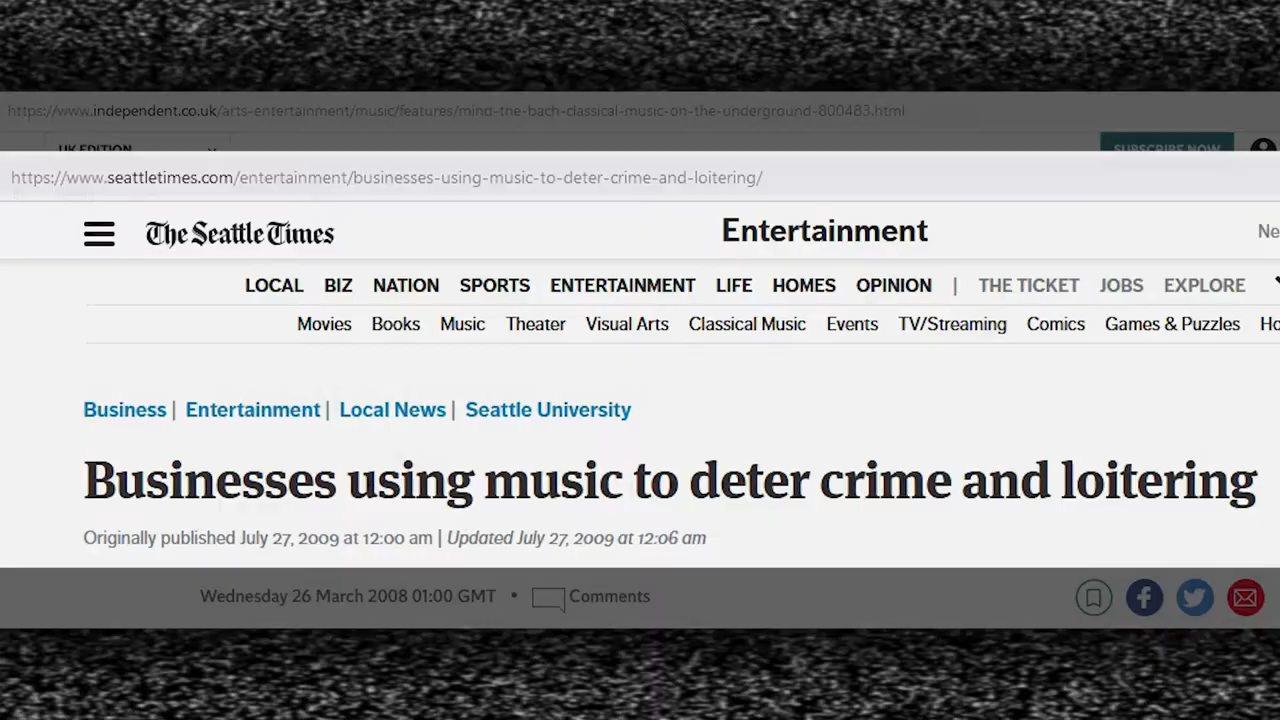 https://www.independent.co.uk/arts-entertainment/music/features/mind-the-bach-classical-music-on-the-underground-800483.html
UK EDITION
SUBSCRIBE NOW
https://www.seattletimes.com/entertainment/businesses-using-music-to-deter-crime-and-loitering/
The Seattle Times
Entertainment
Ne
LOCAL BIZ NATION SPORTS ENTERTAINMENT LIFE HOMES OPINION | THE TICKET JOBS EXPLORE
Movies Books Music Theater Visual Arts Classical Music Events TV/Streaming Comics Games & Puzzles Ho
Business | Entertainment | Local News | Seattle University
Businesses using music to deter crime and loitering
Originally published July 27, 2009 at 12:00 am | Updated July 27, 2009 at 12:06 am
Wednesday 26 March 2008 01:00 GMT • Comments